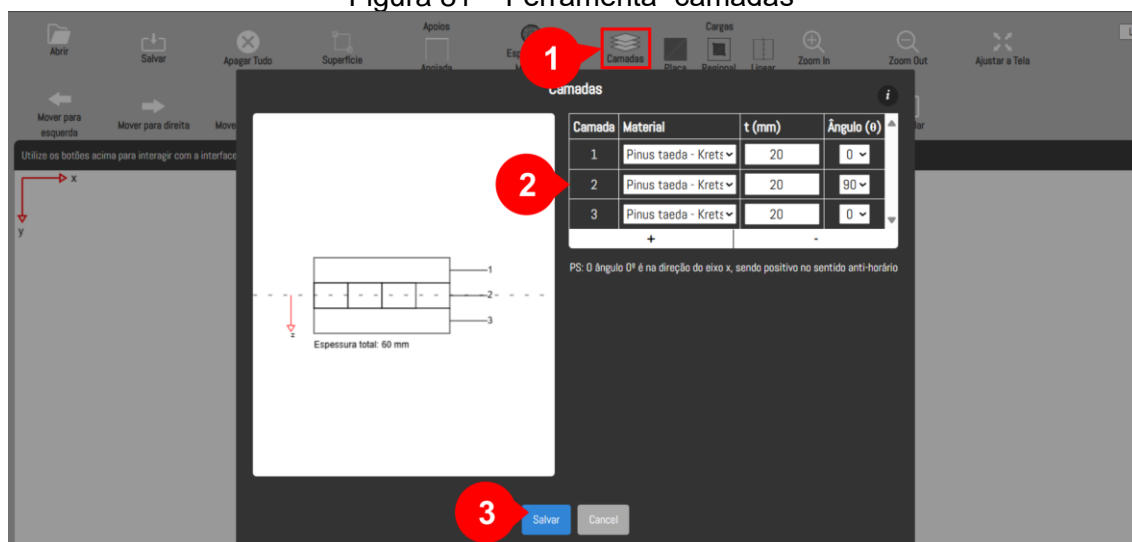 Figura 81 – Ferramenta "camadas"
Abrir
Salvar
Apagar Tudo
Superfície
Apoios
Cargas
Camadas
Placa
Regional
Linear
Zoom In
Zoom Out
Ajustar a Tela
1
Mover para esquerda
Mover para direita
Utilize os botões acima para interagir com a interface
x
y
Camadas
i
Camada Material t (mm) Ângulo (θ)
1 Pinus taeda - Krets 20 0
2 Pinus taeda - Krets 20 90
3 Pinus taeda - Krets 20 0
2
+ -
PS: O ângulo 0º é na direção do eixo x, sendo positivo no sentido anti-horário
1
2
3
z
Espessura total: 60 mm
3
Salvar Cancel